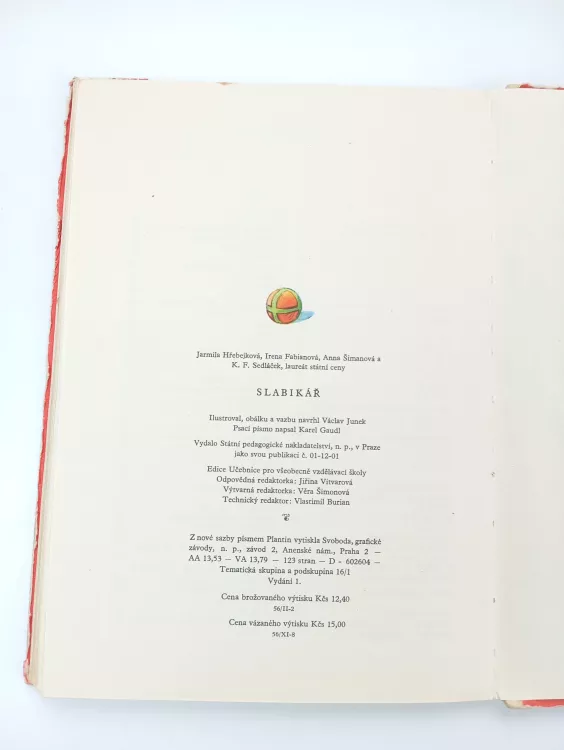 Jarmila Hřebejková, Irena Fabianová, Anna Šimanová a
K. F. Sedláček, laureát státní ceny
SLABIKÁŘ
Ilustroval, obálku a vazbu navrhl Václav Junek
Psací písmo napsal Karel Gaudl
Vydalo Státní pedagogické nakladatelství, n. p., v Praze
jako svou publikaci č. 01-12-01
Edice Učebnice pro všeobecně vzdělávací školy
Odpovědná redaktorka: Jiřina Vitvarová
Výtvarná redaktorka: Věra Šimonová
Technický redaktor: Vlastimil Burian
Z nové sazby písmem Plantin vytiskla Svoboda, grafické
závody, n. p., závod 2, Anenské nám., Praha 2 —
AA 13,53 — VA 13,79 — 123 stran — D - 602604 —
Tematická skupina a podskupina 16/1
Vydání 1.
Cena brožovaného výtisku Kčs 12,40
56/II-2
Cena vázaného výtisku Kčs 15,00
56/XI-8